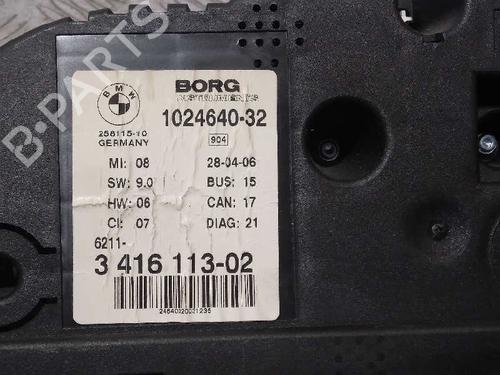 BMW
BORG
INSTRUMENTS
258115-10
GERMANY
1024640-32
904
MI: 08
28-04-06
SW: 9.0
BUS: 15
HW: 06
CAN: 17
CI: 07
DIAG: 21
6211-
3 416 113-02
B-PARTS